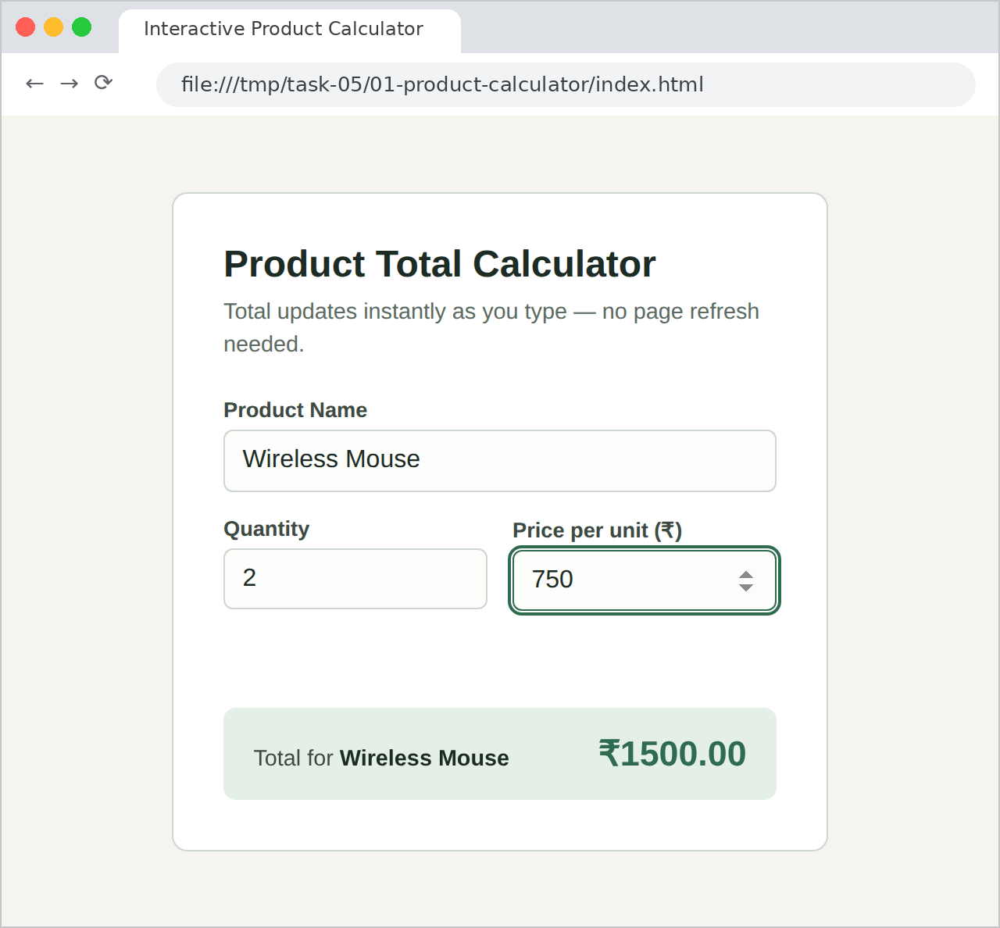 Interactive Product Calculator
← → ⟳ file:///tmp/task-05/01-product-calculator/index.html
Product Total Calculator
Total updates instantly as you type — no page refresh
needed.
Product Name
Wireless Mouse
Quantity
Price per unit (₹)
2
750
Total for Wireless Mouse
₹1500.00